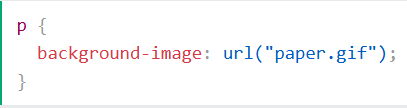 p {
  background-image: url("paper.gif");
}